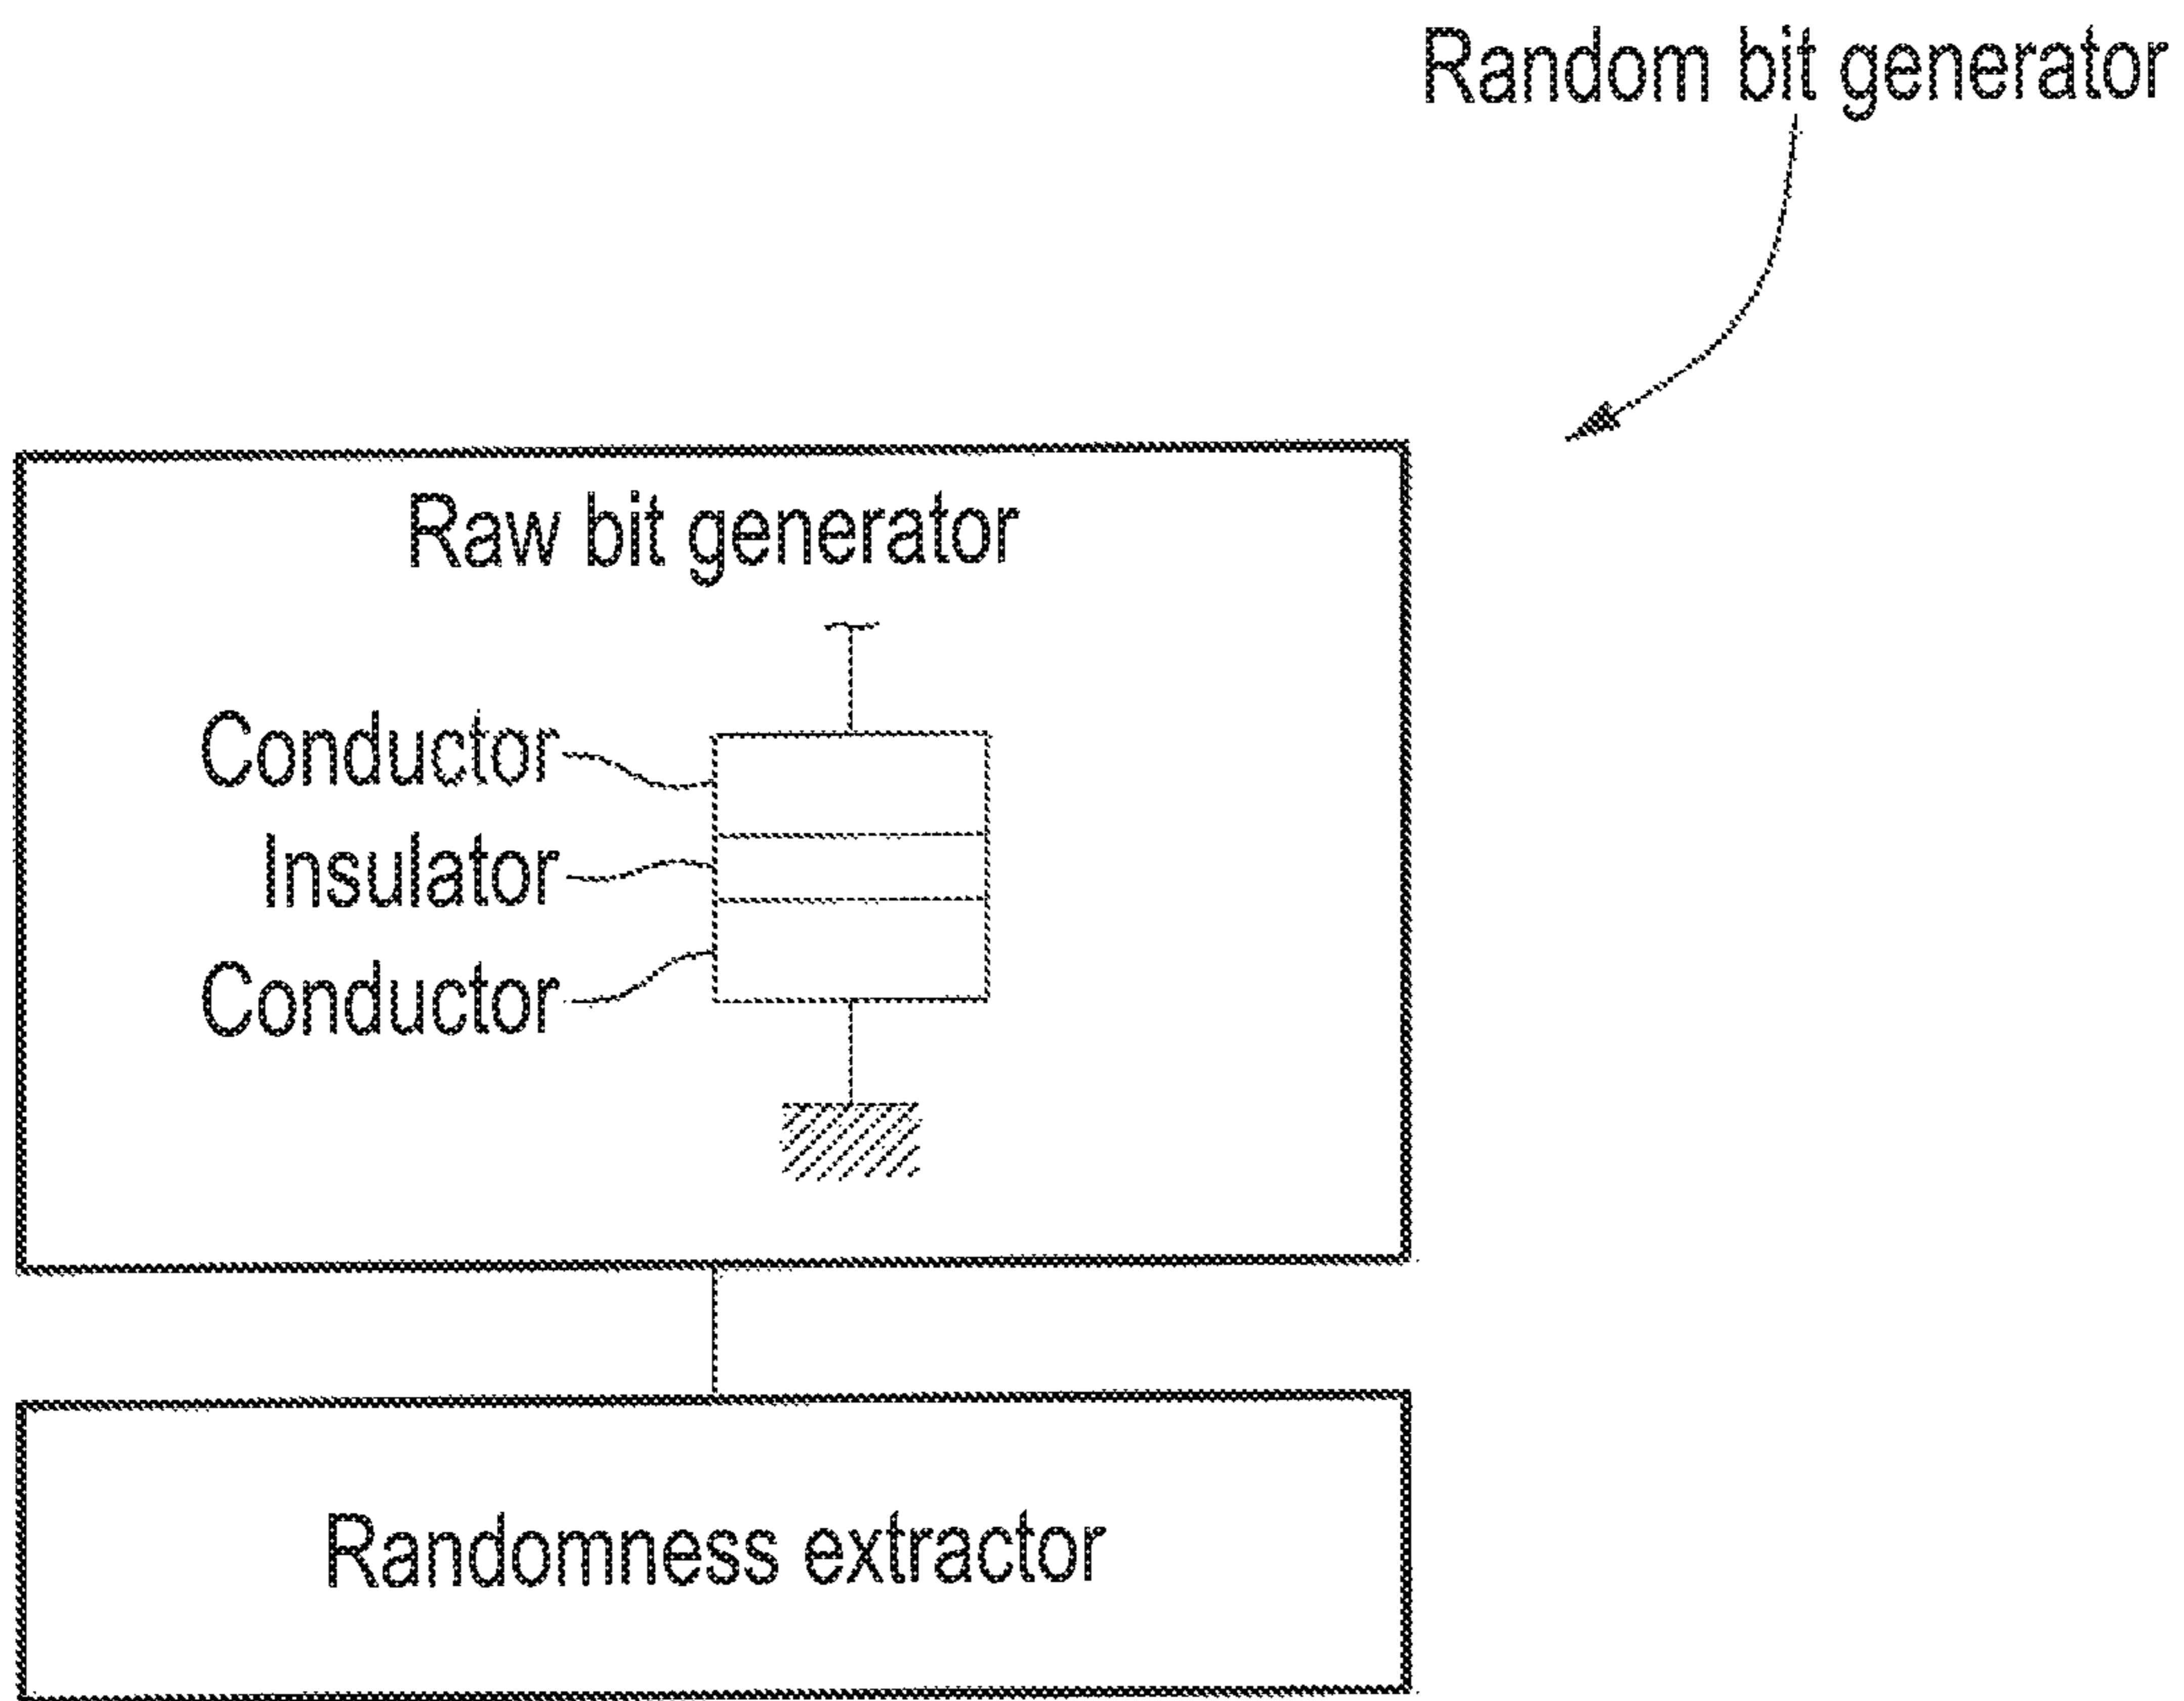 Random bit generator
Raw bit generator
Conductor
Insulator
Conductor
Randomness extractor